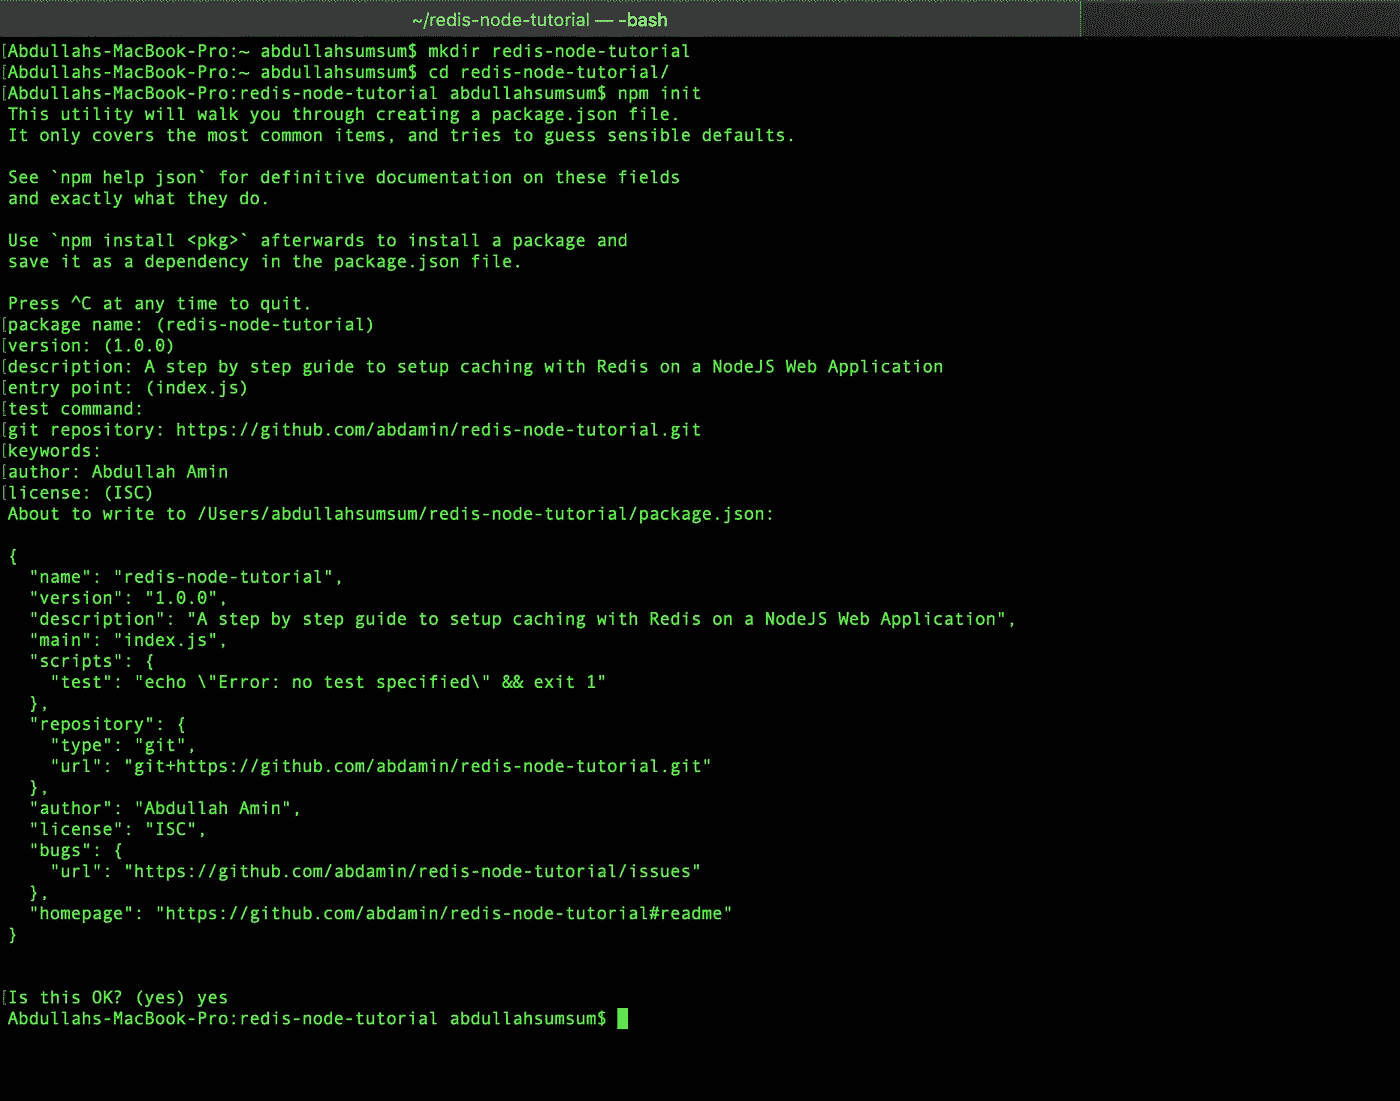 ~/redis-node-tutorial — -bash
[Abdullahs-MacBook-Pro:~ abdullahsumsum$ mkdir redis-node-tutorial
[Abdullahs-MacBook-Pro:~ abdullahsumsum$ cd redis-node-tutorial/
[Abdullahs-MacBook-Pro:redis-node-tutorial abdullahsumsum$ npm init
This utility will walk you through creating a package.json file.
It only covers the most common items, and tries to guess sensible defaults.

See `npm help json` for definitive documentation on these fields
and exactly what they do.

Use `npm install <pkg>` afterwards to install a package and
save it as a dependency in the package.json file.

Press ^C at any time to quit.
[package name: (redis-node-tutorial)
[version: (1.0.0)
[description: A step by step guide to setup caching with Redis on a NodeJS Web Application
[entry point: (index.js)
[test command:
[git repository: https://github.com/abdamin/redis-node-tutorial.git
[keywords:
[author: Abdullah Amin
[license: (ISC)
About to write to /Users/abdullahsumsum/redis-node-tutorial/package.json:

{
  "name": "redis-node-tutorial",
  "version": "1.0.0",
  "description": "A step by step guide to setup caching with Redis on a NodeJS Web Application",
  "main": "index.js",
  "scripts": {
    "test": "echo \"Error: no test specified\" && exit 1"
  },
  "repository": {
    "type": "git",
    "url": "git+https://github.com/abdamin/redis-node-tutorial.git"
  },
  "author": "Abdullah Amin",
  "license": "ISC",
  "bugs": {
    "url": "https://github.com/abdamin/redis-node-tutorial/issues"
  },
  "homepage": "https://github.com/abdamin/redis-node-tutorial#readme"
}

[Is this OK? (yes) yes
Abdullahs-MacBook-Pro:redis-node-tutorial abdullahsumsum$